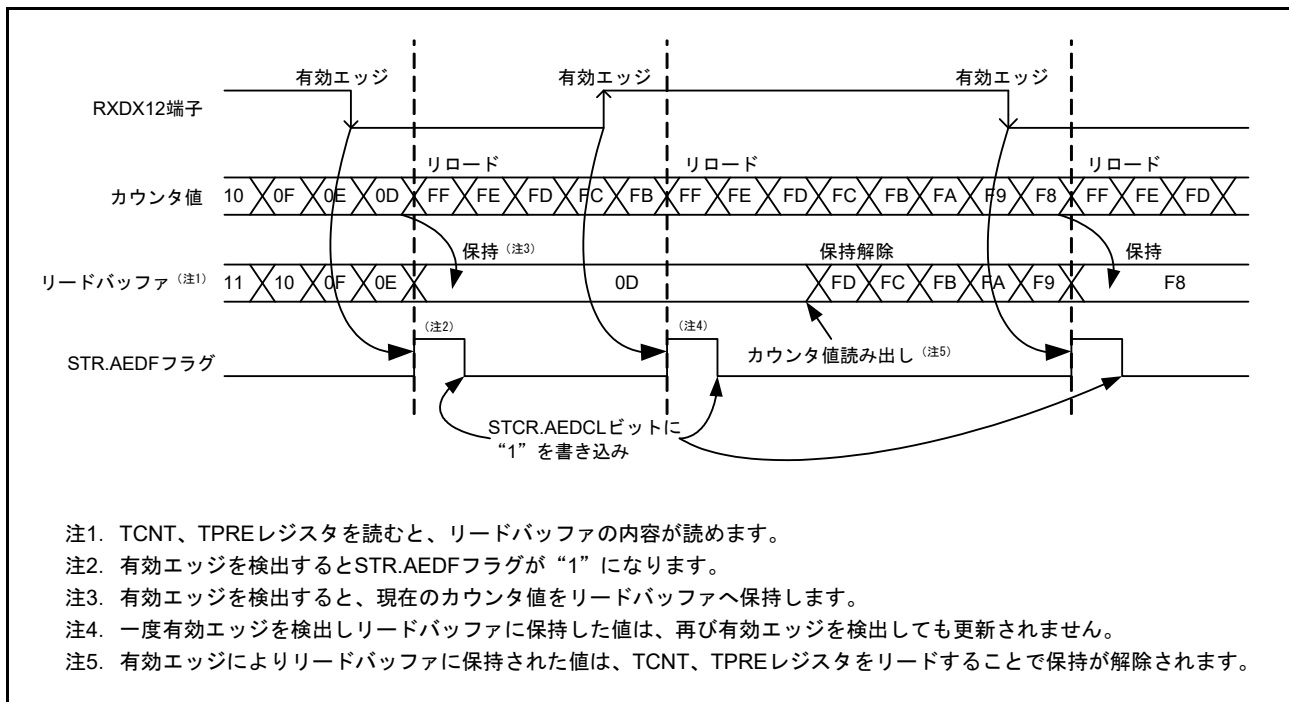 有効エッジ 有効エッジ 有効エッジ
RXDX12端子
リロード リロード リロード
カウンタ値 10 0F 0E 0D FF FE FD FC FB FF FE FD FC FB FA F9 F8 FF FE FD
保持（注3） 保持解除 保持
リードバッファ（注1） 11 10 0F 0E 0D FD FC FB FA F9 F8
（注2） （注4） カウンタ値読み出し（注5）
STR.AEDFフラグ
STCR.AEDCLビットに
“1”を書き込み
注1. TCNT、TPREレジスタを読むと、リードバッファの内容が読めます。
注2. 有効エッジを検出するとSTR.AEDFフラグが“1”になります。
注3. 有効エッジを検出すると、現在のカウンタ値をリードバッファへ保持します。
注4. 一度有効エッジを検出しリードバッファに保持した値は、再び有効エッジを検出しても更新されません。
注5. 有効エッジによりリードバッファに保持された値は、TCNT、TPREレジスタをリードすることで保持が解除されます。